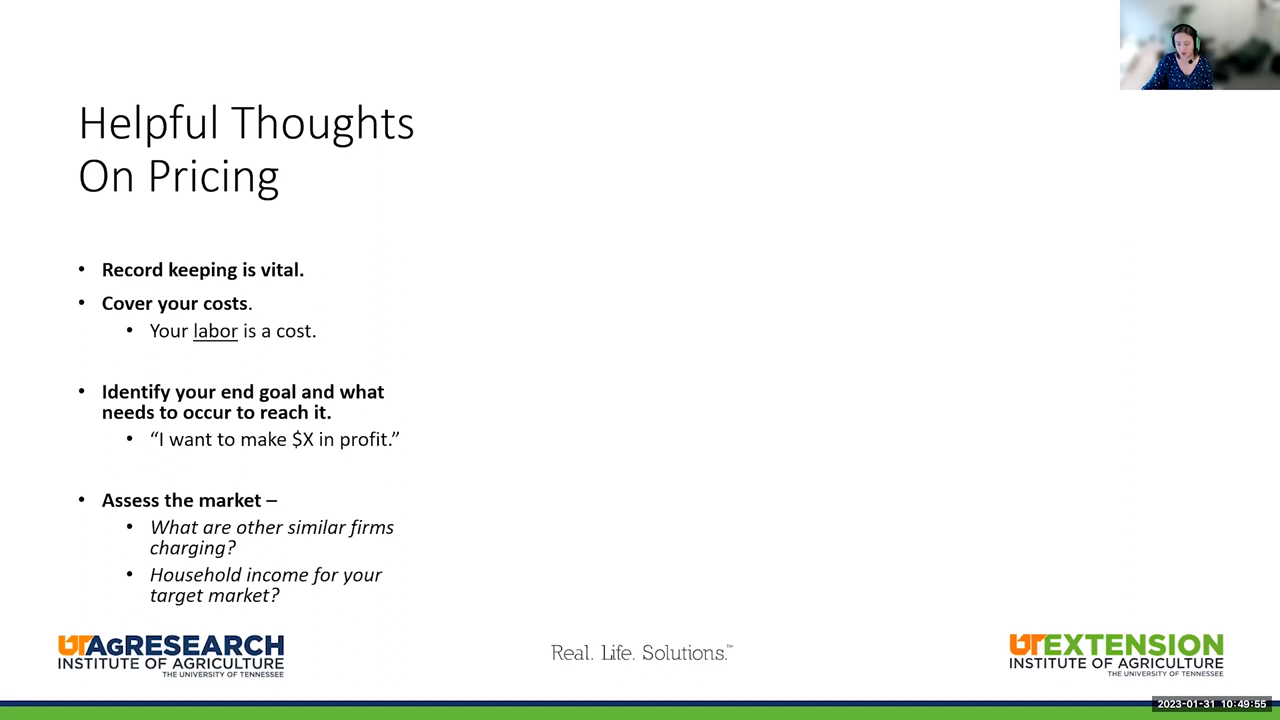 Helpful Thoughts
On Pricing
• Record keeping is vital.
• Cover your costs.
• Your labor is a cost.
• Identify your end goal and what
needs to occur to reach it.
• “I want to make $X in profit.”
• Assess the market –
• What are other similar firms
charging?
• Household income for your
target market?
UTAGRESEARCH
INSTITUTE OF AGRICULTURE
THE UNIVERSITY OF TENNESSEE
Real. Life. Solutions.™
UTEXTENSION
INSTITUTE OF AGRICULTURE
THE UNIVERSITY OF TENNESSEE
2023-01-31 10:49:55